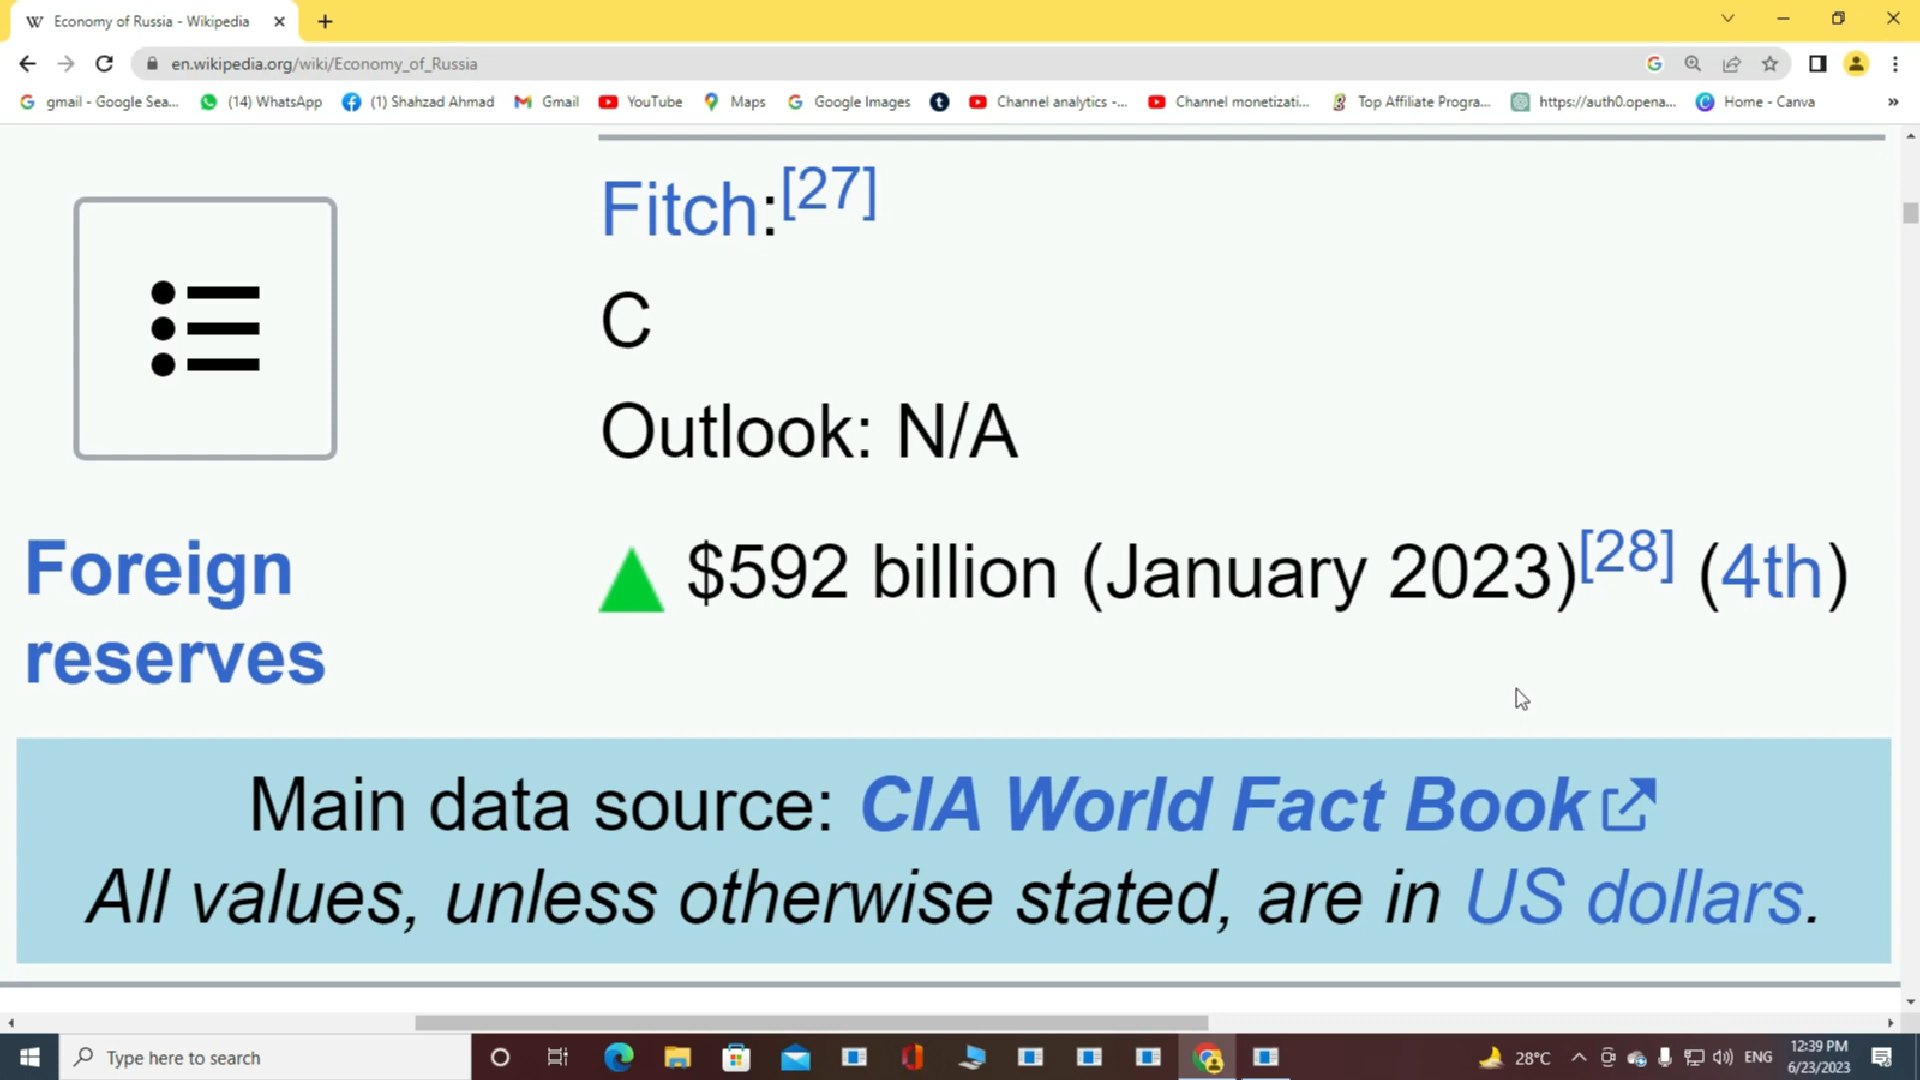 Economy of Russia - Wikipedia
en.wikipedia.org/wiki/Economy_of_Russia
gmail - Google Sea... (14) WhatsApp (1) Shahzad Ahmad Gmail YouTube Maps Google Images Channel analytics -... Channel monetizati... Top Affiliate Progra... https://auth0.opena... Home - Canva »
Fitch:[27]
C
Outlook: N/A
Foreign
reserves
$592 billion (January 2023)[28] (4th)
Main data source: CIA World Fact Book
All values, unless otherwise stated, are in US dollars.
Type here to search
28°C ENG
12:39 PM
6/23/2023